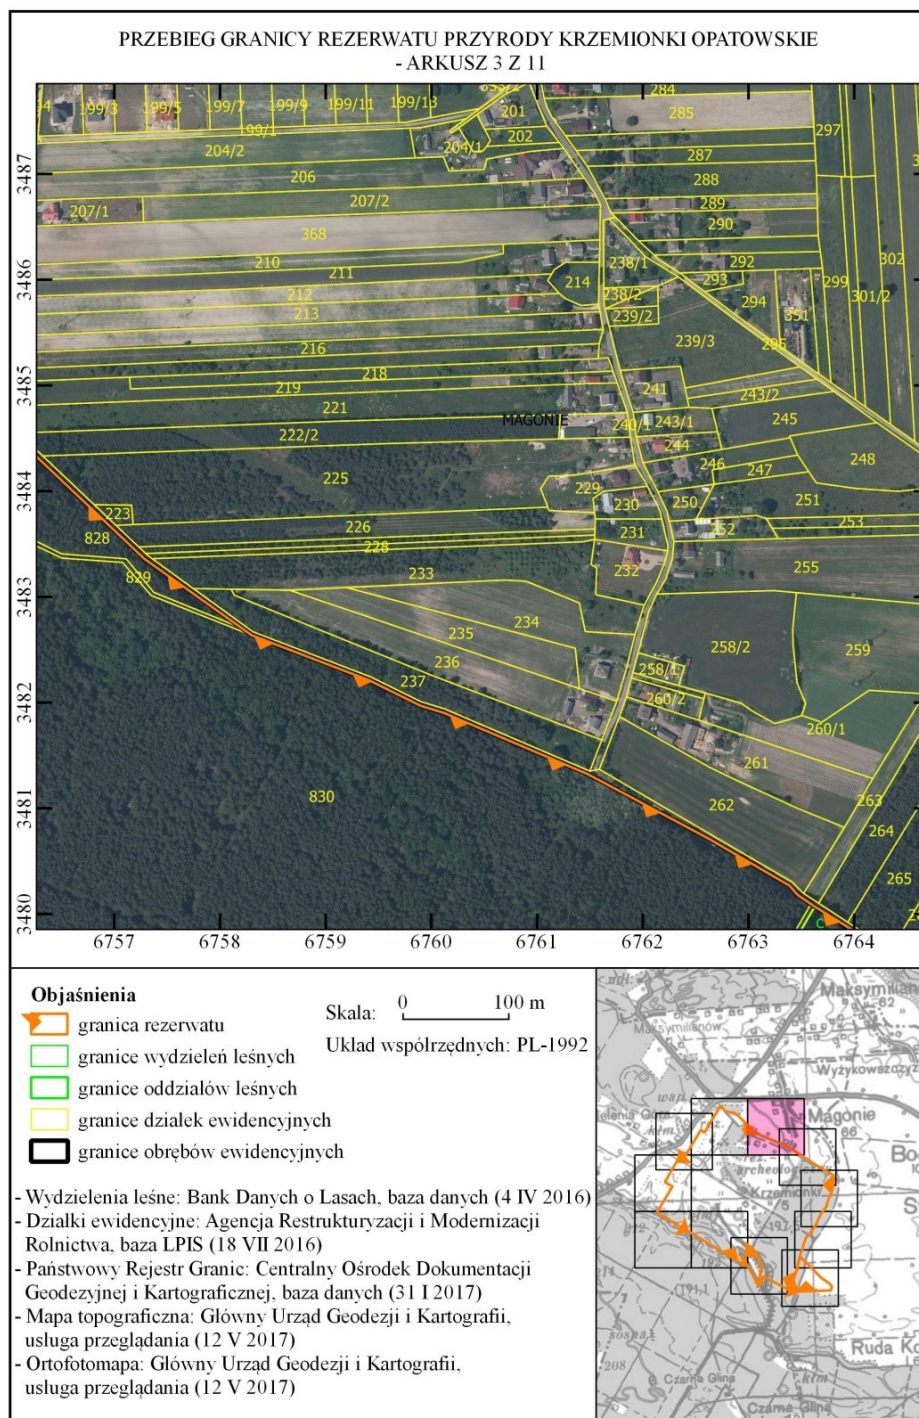 PRZEBIEG GRANICY REZERWATU PRZYRODY KRZEMIONKI OPATOWSKIE
- ARKUSZ 3 Z 11
199/3 199/5 199/7 199/9 199/11 199/13 201 284
285
199/1 202 297
204/2 204/1 287
3487
206 288
207/1 207/2 289
290
368 302
210 238/1 292 299
211 293
3486
214 301/2
212 238/2 294
213 239/2 351
216 239/3 295
218
3485
219 241 243/2
221 245
MAGONIE 240/1 243/1
222/2 244 248
225 246 247
3484
229 251
223 230 250
226 231 252 253
828 228
829 233 232 255
3483
234
235 258/2 259
236 258/1
237
3482
260/2 260/1
261
830 262 263
3481
264
265
3480
6757 6758 6759 6760 6761 6762 6763 6764
Objaśnienia
granica rezerwatu
granice wydzieleń leśnych
granice oddziałów leśnych
granice działek ewidencyjnych
granice obrębów ewidencyjnych
Skala: 0 100 m
Układ współrzędnych: PL-1992
- Wydzielenia leśne: Bank Danych o Lasach, baza danych (4 IV 2016)
- Działki ewidencyjne: Agencja Restrukturyzacji i Modernizacji
Rolnictwa, baza LPIS (18 VII 2016)
- Państwowy Rejestr Granic: Centralny Ośrodek Dokumentacji
Geodezyjnej i Kartograficznej, baza danych (31 I 2017)
- Mapa topograficzna: Główny Urząd Geodezji i Kartografii,
usługa przeglądania (12 V 2017)
- Ortofotomapa: Główny Urząd Geodezji i Kartografii,
usługa przeglądania (12 V 2017)
Maksymilian
62
Maksymilianów
Wyżykowszczyz
Magonie
66
Krzemionki
Ruda Ko
208
Czarna Glina
Czarna Glina